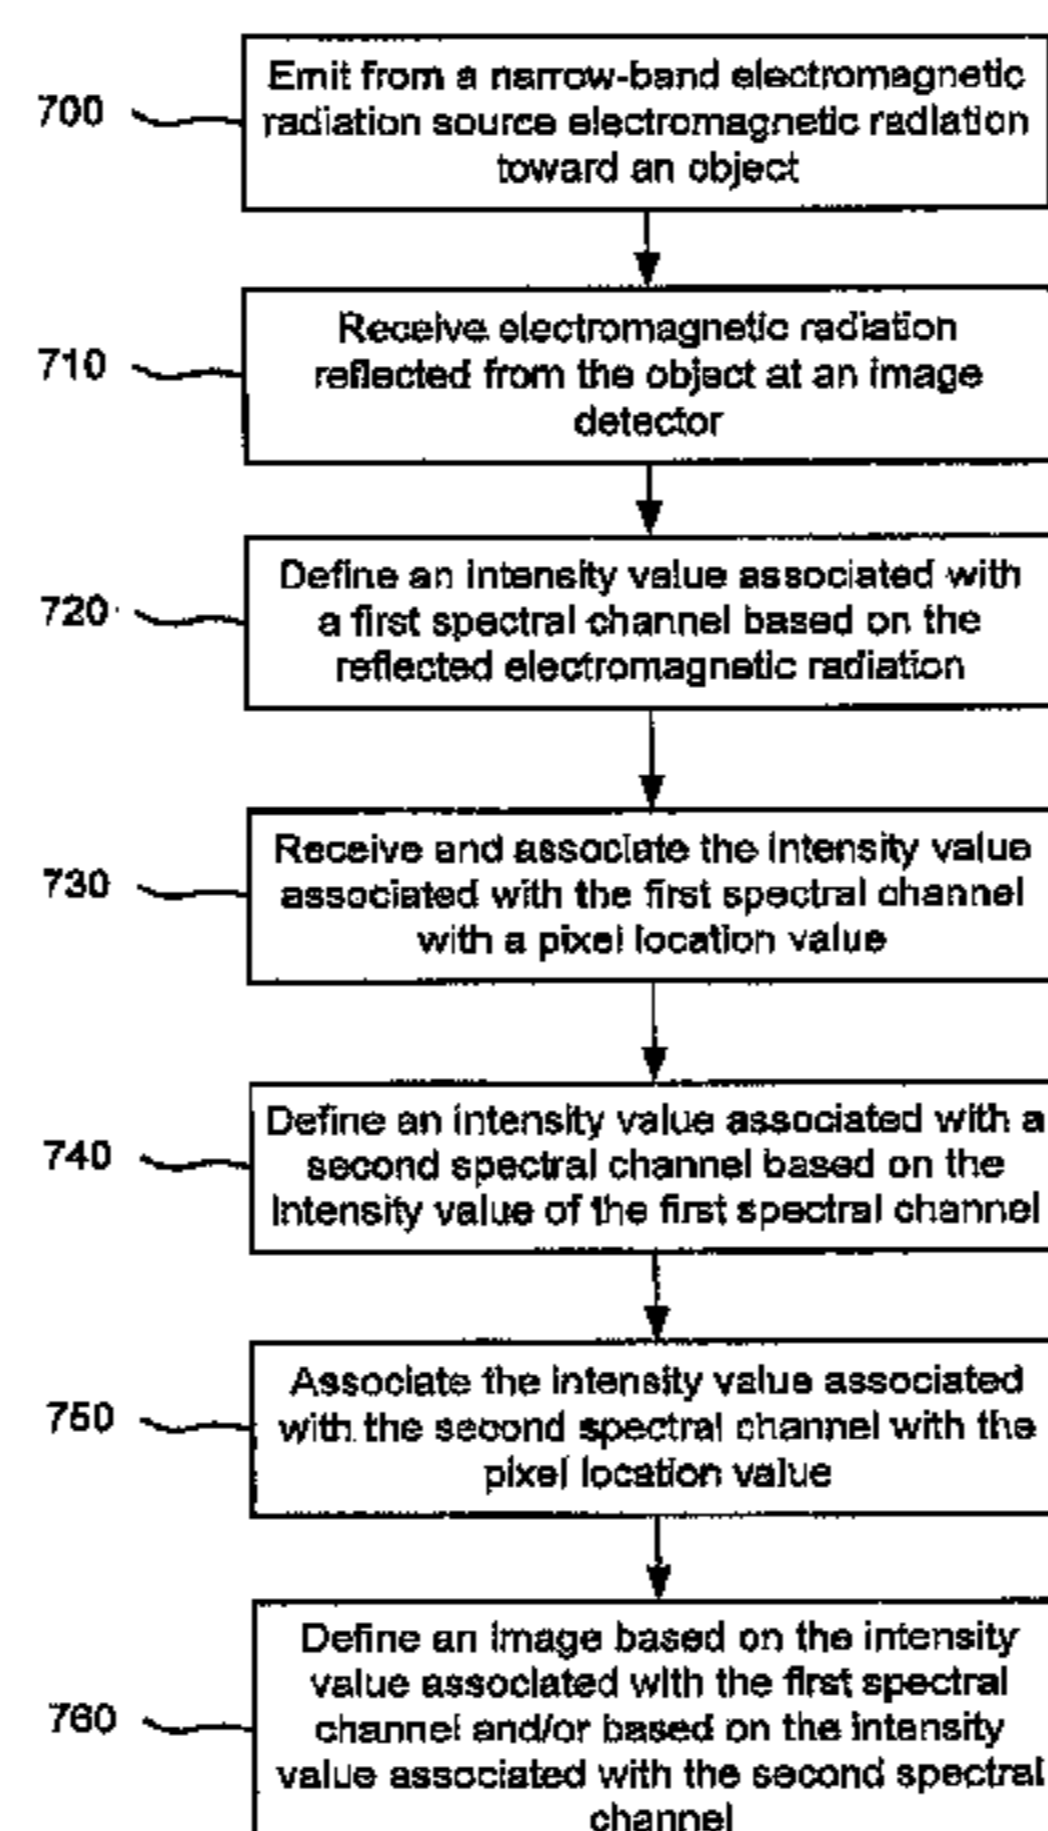 700
Emit from a narrow-band electromagnetic
radiation source electromagnetic radiation
toward an object
710
Receive electromagnetic radiation
reflected from the object at an image
detector
720
Define an intensity value associated with
a first spectral channel based on the
reflected electromagnetic radiation
730
Receive and associate the intensity value
associated with the first spectral channel
with a pixel location value
740
Define an intensity value associated with a
second spectral channel based on the
intensity value of the first spectral channel
750
Associate the intensity value associated
with the second spectral channel with the
pixel location value
760
Define an image based on the intensity
value associated with the first spectral
channel and/or based on the intensity
value associated with the second spectral
channel